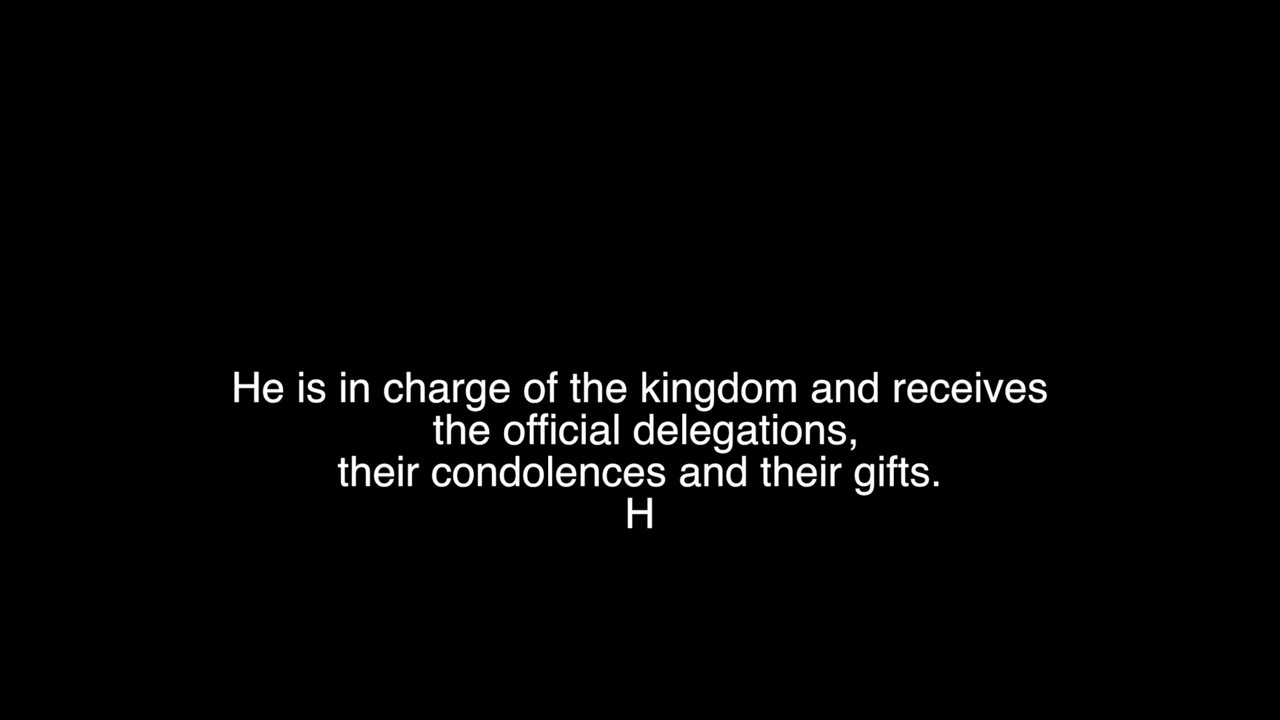 He is in charge of the kingdom and receives
the official delegations,
their condolences and their gifts.
H